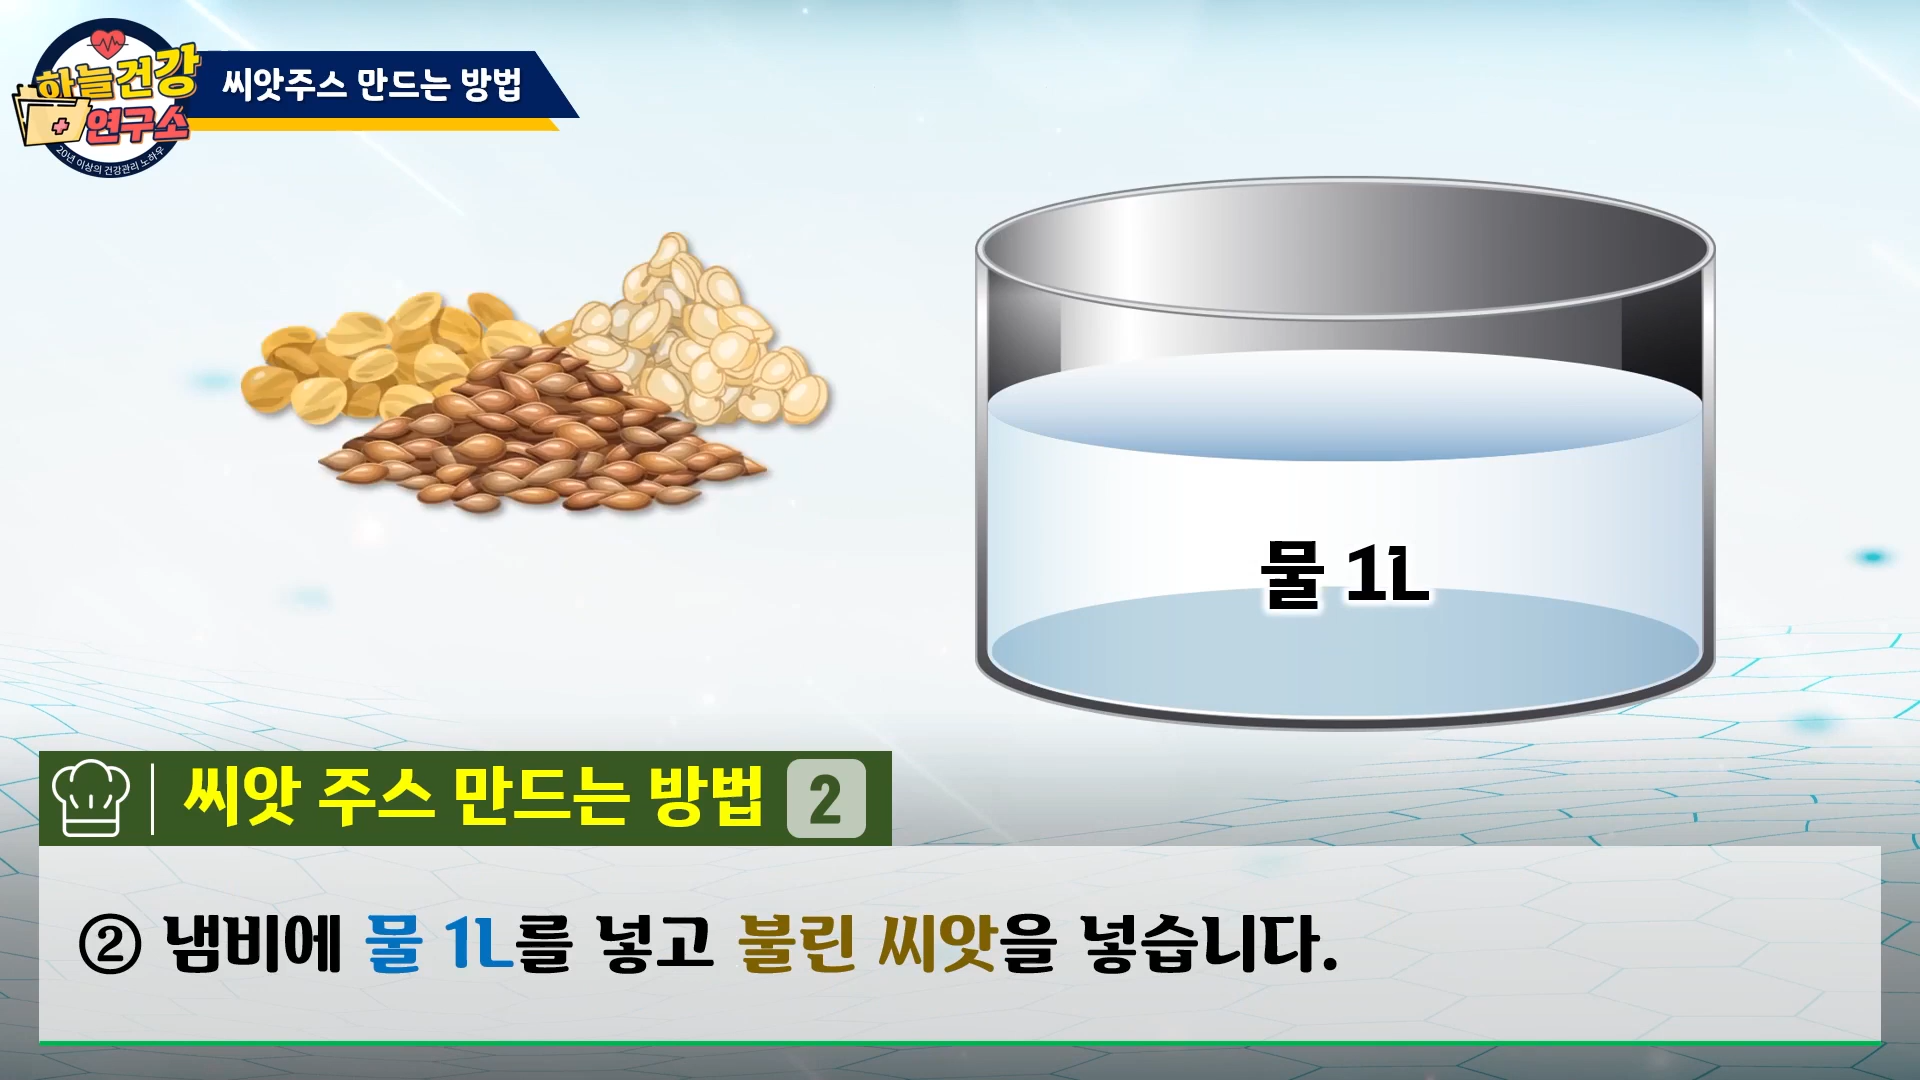 하늘건강
연구소
20년 이상의 건강관리 노하우
씨앗주스 만드는 방법
물 1L
씨앗 주스 만드는 방법 2
② 냄비에 물 1L를 넣고 불린 씨앗을 넣습니다.